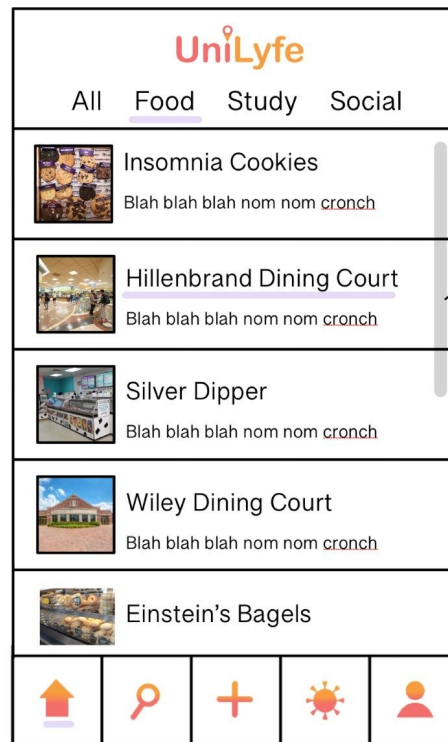 UniLyfe
All Food Study Social
Insomnia Cookies
Blah blah blah nom nom cronch
Hillenbrand Dining Court
Blah blah blah nom nom cronch
Silver Dipper
Blah blah blah nom nom cronch
Wiley Dining Court
Blah blah blah nom nom cronch
Einstein's Bagels